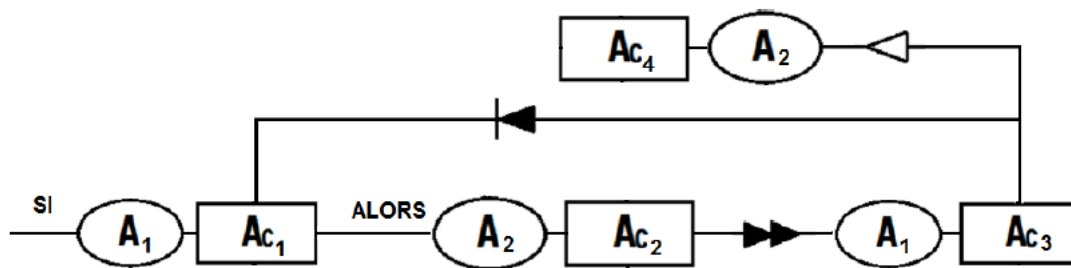 Ac₄ A₂
SI A₁ Ac₁ ALORS A₂ Ac₂ A₁ Ac₃